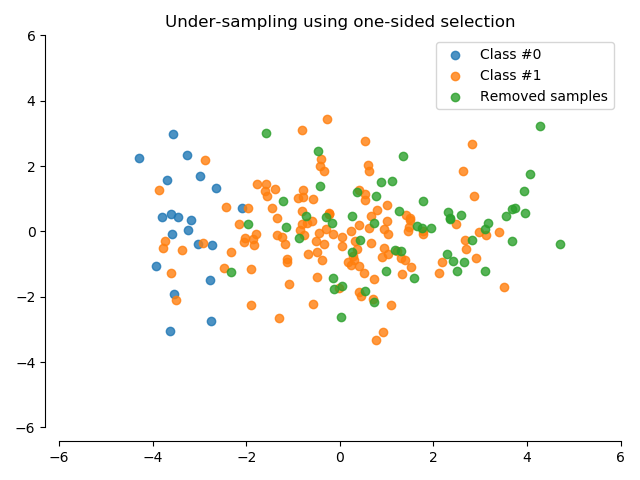 Under-sampling using one-sided selection
Class #0
Class #1
Removed samples
6
4
2
0
−2
−4
−6
−6 −4 −2 0 2 4 6